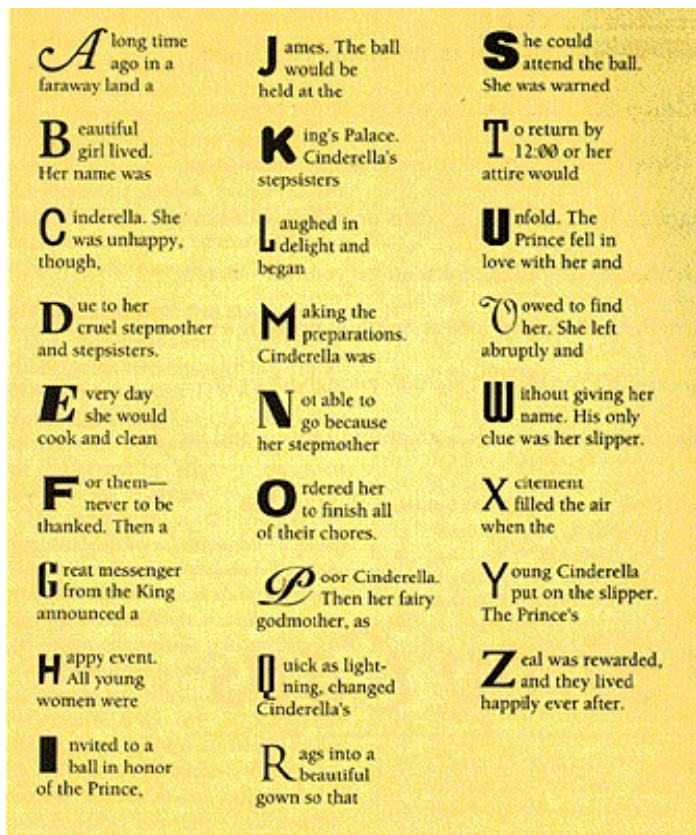 A long time
ago in a
faraway land a
Beautiful
girl lived.
Her name was
Cinderella. She
was unhappy,
though,
Due to her
cruel stepmother
and stepsisters.
Every day
she would
cook and clean
For them—
never to be
thanked. Then a
Great messenger
from the King
announced a
Happy event.
All young
women were
Invited to a
ball in honor
of the Prince,
James. The ball
would be
held at the
King's Palace.
Cinderella's
stepsisters
Laughed in
delight and
began
Making the
preparations.
Cinderella was
Not able to
go because
her stepmother
Ordered her
to finish all
of their chores.
Poor Cinderella.
Then her fairy
godmother, as
Quick as light-
ning, changed
Cinderella's
Rags into a
beautiful
gown so that
She could
attend the ball.
She was warned
To return by
12:00 or her
attire would
Unfold. The
Prince fell in
love with her and
Vowed to find
her. She left
abruptly and
Without giving her
name. His only
clue was her slipper.
Xcitement
filled the air
when the
Young Cinderella
put on the slipper.
The Prince's
Zeal was rewarded,
and they lived
happily ever after.